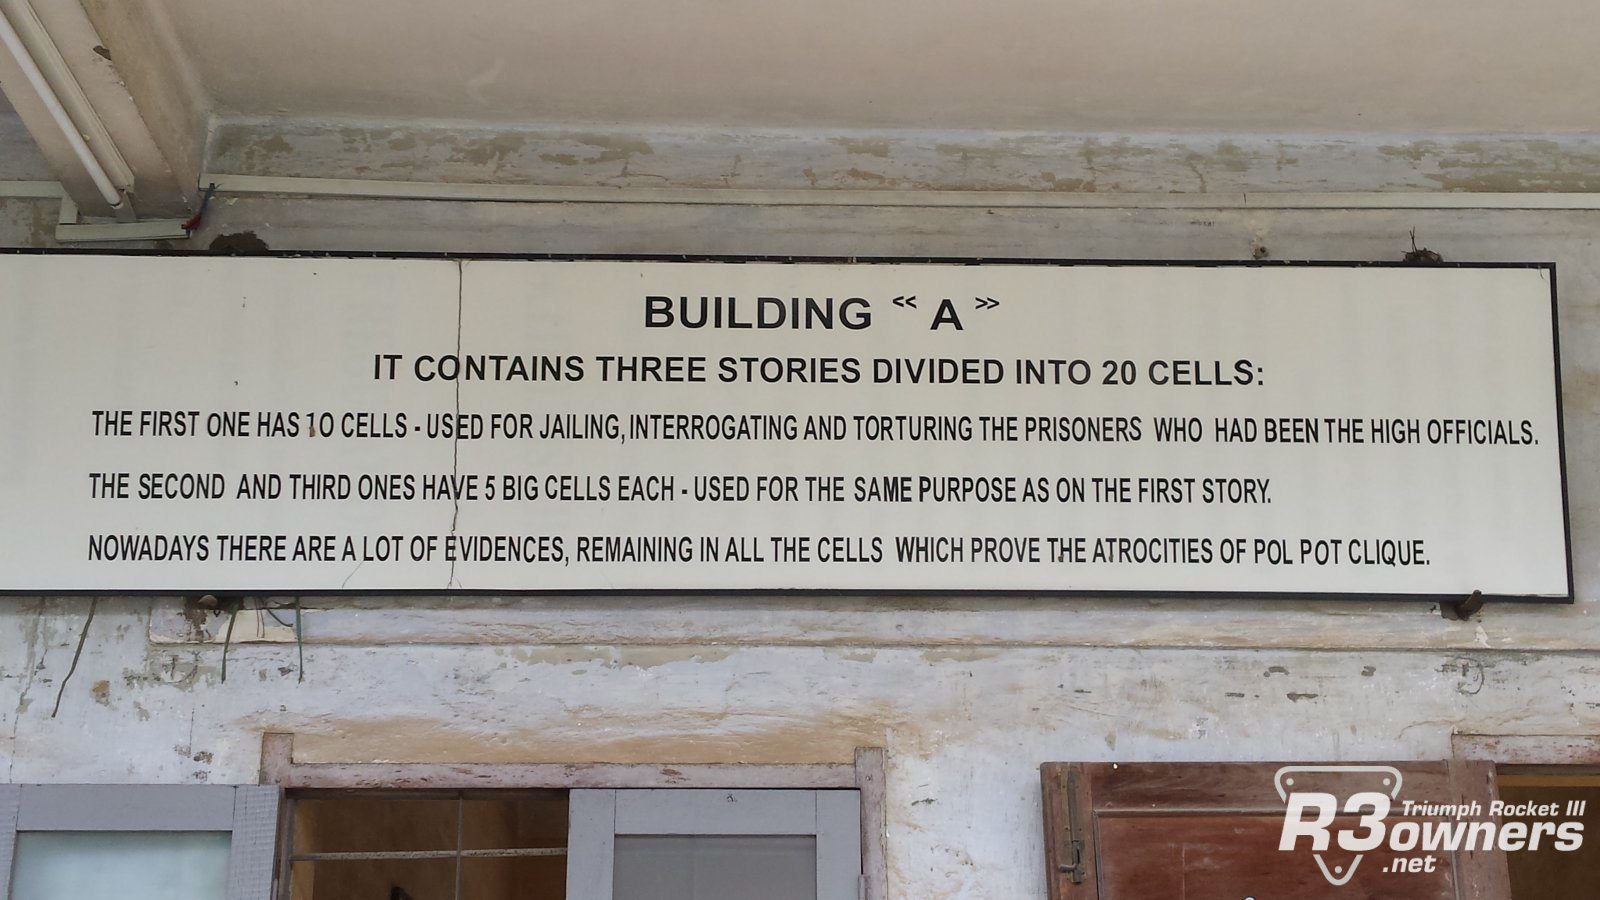 BUILDING << A >>
IT CONTAINS THREE STORIES DIVIDED INTO 20 CELLS:
THE FIRST ONE HAS 10 CELLS - USED FOR JAILING, INTERROGATING AND TORTURING THE PRISONERS WHO HAD BEEN THE HIGH OFFICIALS.
THE SECOND AND THIRD ONES HAVE 5 BIG CELLS EACH - USED FOR THE SAME PURPOSE AS ON THE FIRST STORY.
NOWADAYS THERE ARE A LOT OF EVIDENCES, REMAINING IN ALL THE CELLS WHICH PROVE THE ATROCITIES OF POL POT CLIQUE.
Triumph Rocket III
R3owners
.net